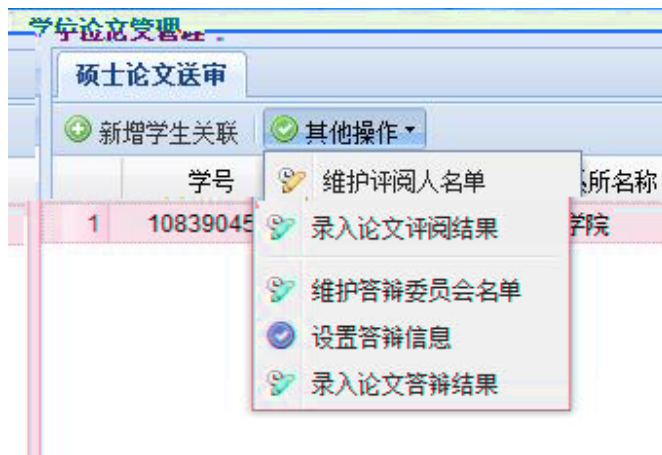 学位论文管理
硕士论文送审
新增学生关联 其他操作
学号 所名称
1 10839045 学院
维护评阅人名单
录入论文评阅结果
维护答辩委员会名单
设置答辩信息
录入论文答辩结果